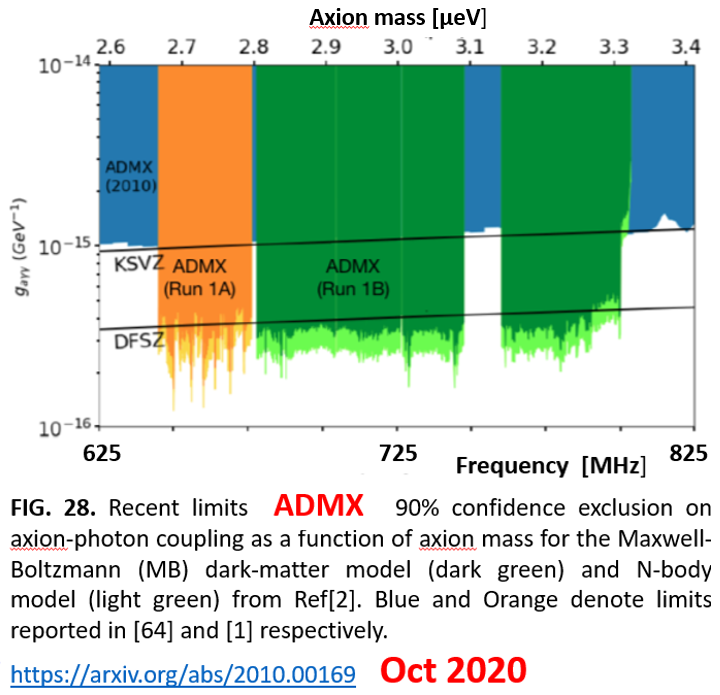 Axion mass [µeV]
2.6 2.7 2.8 2.9 3.0 3.1 3.2 3.3 3.4
10⁻¹⁴
ADMX
(2010)
10⁻¹⁵
gₐγγ (GeV⁻¹)
KSVZ
ADMX
(Run 1A)
ADMX
(Run 1B)
DFSZ
10⁻¹⁶
625 725 825
Frequency [MHz]
FIG. 28. Recent limits ADMX 90% confidence exclusion on
axion-photon coupling as a function of axion mass for the Maxwell-
Boltzmann (MB) dark-matter model (dark green) and N-body
model (light green) from Ref[2]. Blue and Orange denote limits
reported in [64] and [1] respectively.
https://arxiv.org/abs/2010.00169 Oct 2020